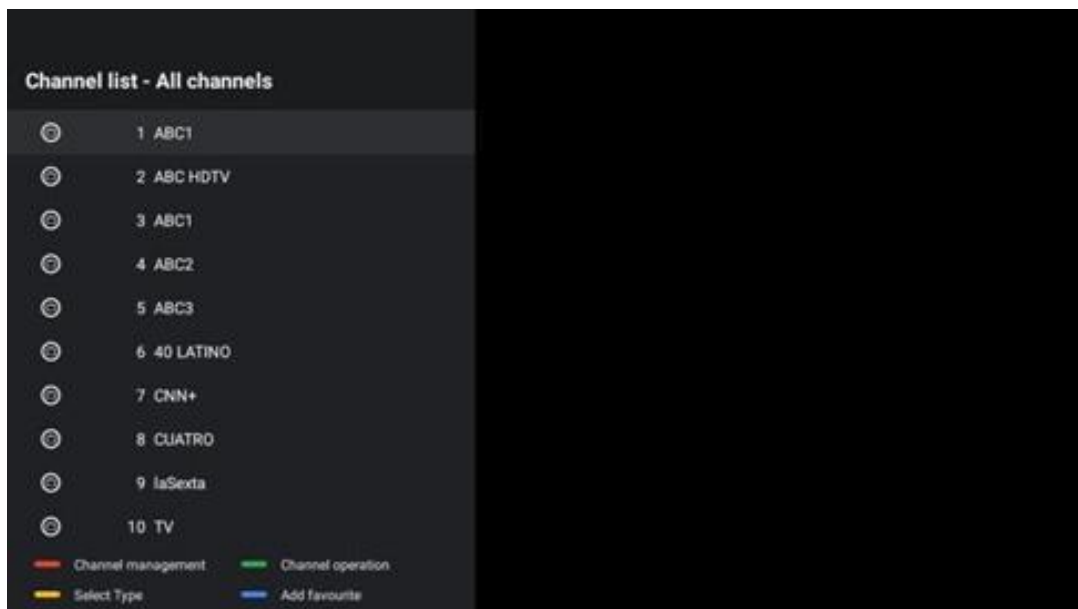 Channel list - All channels
1 ABC1
2 ABC HDTV
3 ABC1
4 ABC2
5 ABC3
6 40 LATINO
7 CNN+
8 CUATRO
9 laSexta
10 TV
Channel management Channel operation
Select Type Add favourite